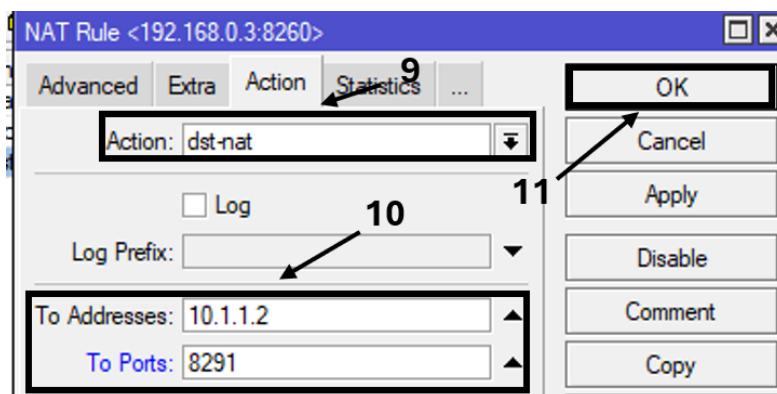 NAT Rule <192.168.0.3:8260>
Advanced Extra Action Statistics ...
9
Action: dst-nat
Log
10
Log Prefix:
To Addresses: 10.1.1.2
To Ports: 8291
OK
11
Cancel
Apply
Disable
Comment
Copy